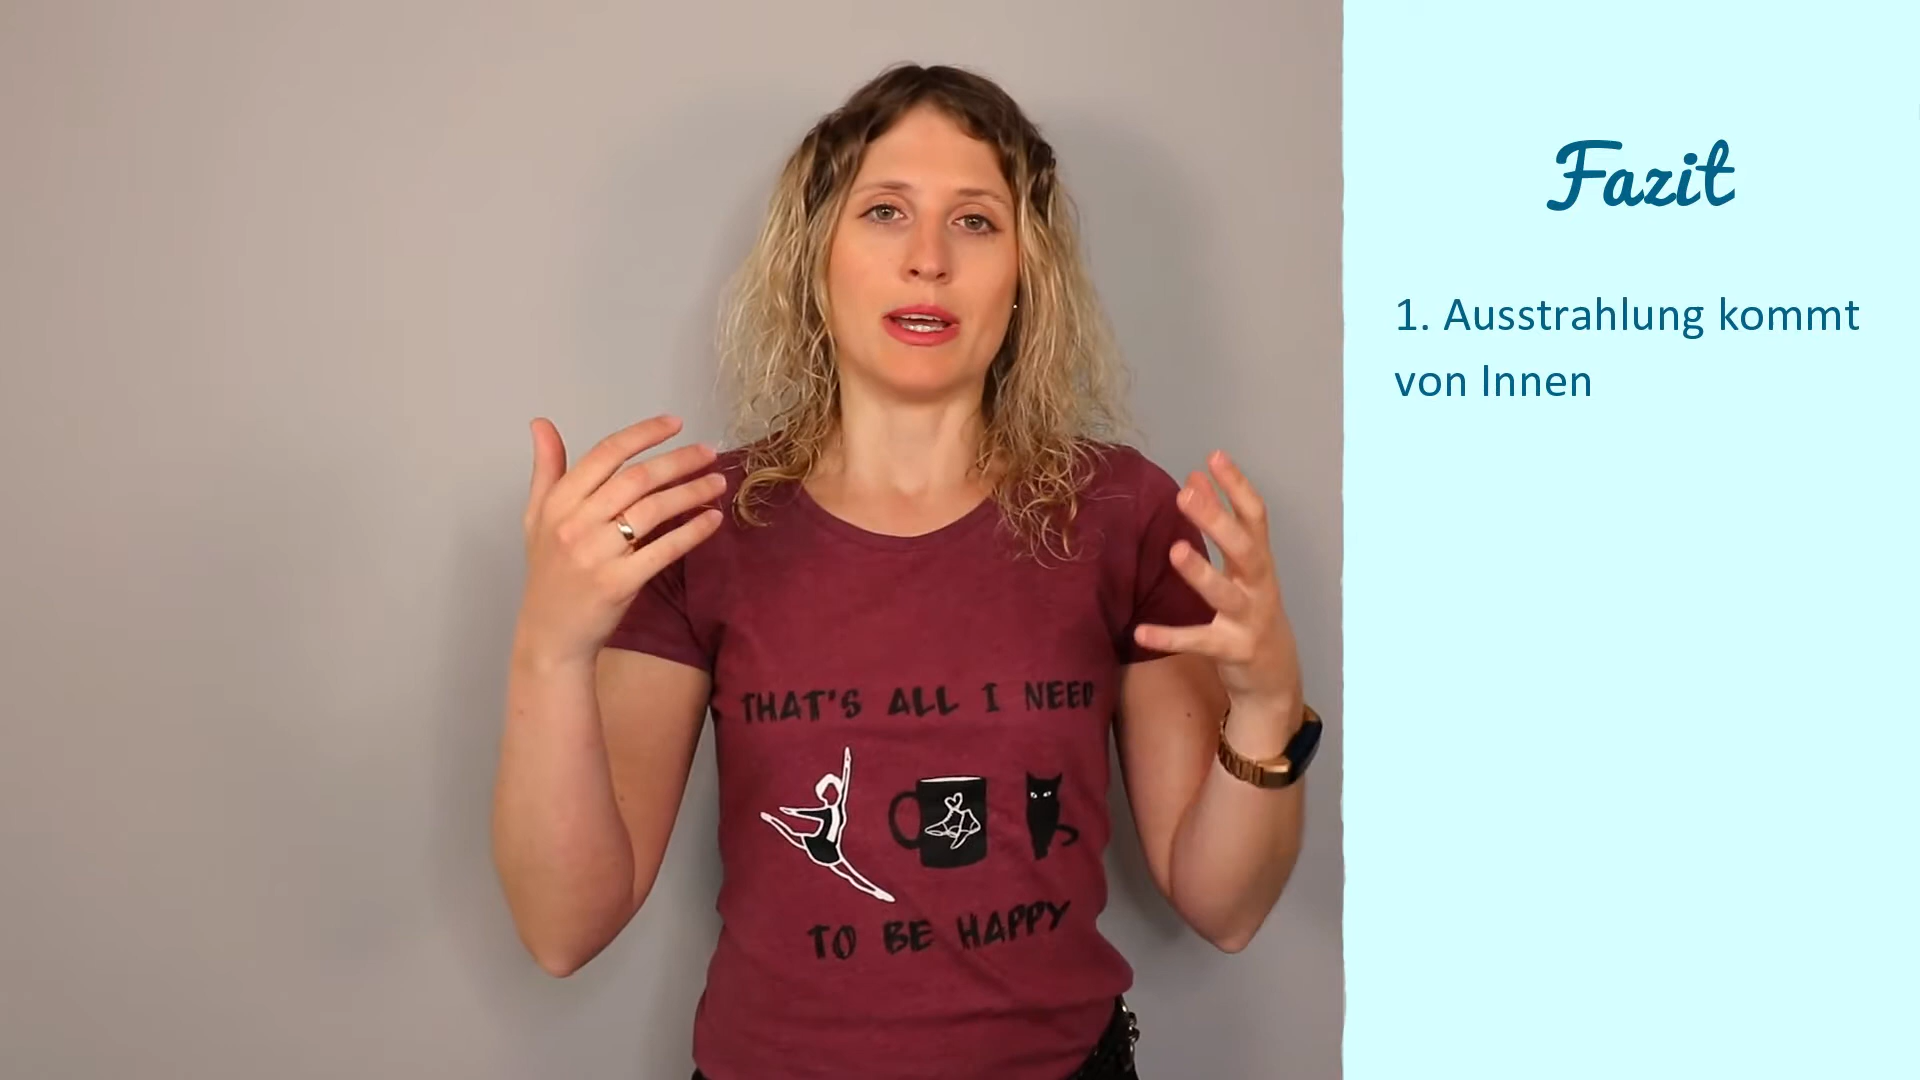 Fazit
1. Ausstrahlung kommt
von Innen
THAT'S ALL I NEED
TO BE HAPPY